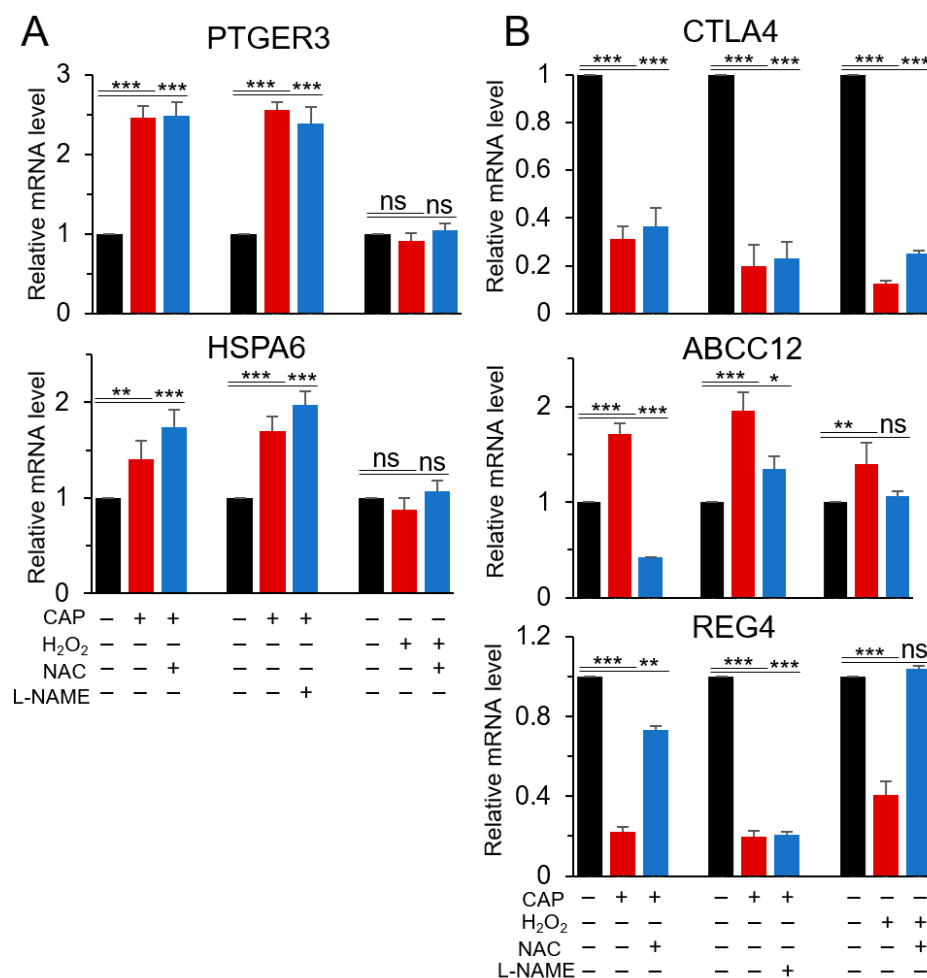 A
PTGER3
Relative mRNA level
3
2
1
0
*** ***
*** ***
ns ns
HSPA6
Relative mRNA level
2
1
0
** ***
*** ***
ns ns
CAP – + + – + +
H₂O₂ – + +
NAC – – + – – +
L-NAME – – +
B
CTLA4
Relative mRNA level
1
0.8
0.6
0.4
0.2
0
*** ***
*** ***
*** ***
ABCC12
Relative mRNA level
2
1
0
*** ***
*** *
** ns
REG4
Relative mRNA level
1.2
0.8
0.4
0
*** **
*** ***
*** ns
CAP – + + – + + – – –
H₂O₂ – – – – – – – + +
NAC – – + – – – – – +
L-NAME – – – – – + – – –